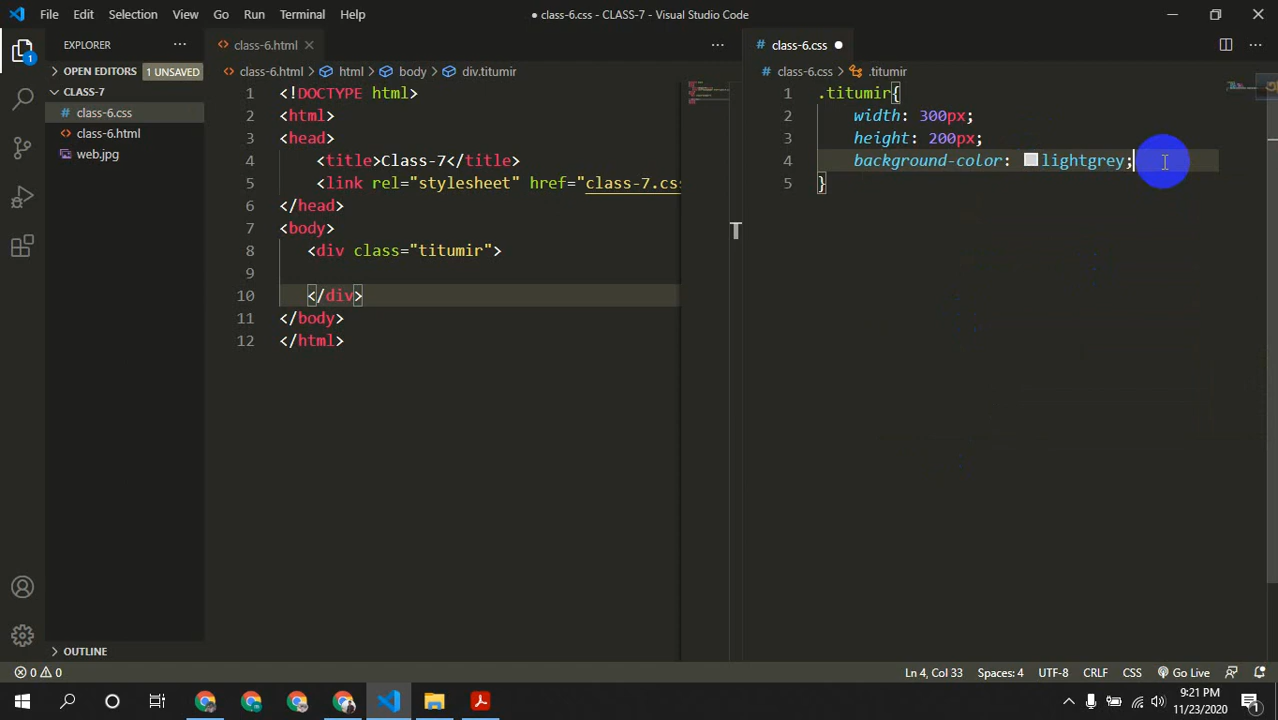 File Edit Selection View Go Run Terminal Help
● class-6.css - CLASS-7 - Visual Studio Code
EXPLORER
OPEN EDITORS 1 UNSAVED
CLASS-7
# class-6.css
class-6.html
web.jpg
OUTLINE
1
class-6.html
class-6.html > html > body > div.titumir
1 <!DOCTYPE html>
2 <html>
3 <head>
4 <title>Class-7</title>
5 <link rel="stylesheet" href="class-7.css
6 </head>
7 <body>
8 <div class="titumir">
9
10 </div>
11 </body>
12 </html>
# class-6.css ●
# class-6.css > .titumir
1 .titumir{
2 width: 300px;
3 height: 200px;
4 background-color: lightgrey;
5 }
0 0
Ln 4, Col 33 Spaces: 4 UTF-8 CRLF CSS Go Live
9:21 PM
11/23/2020
1